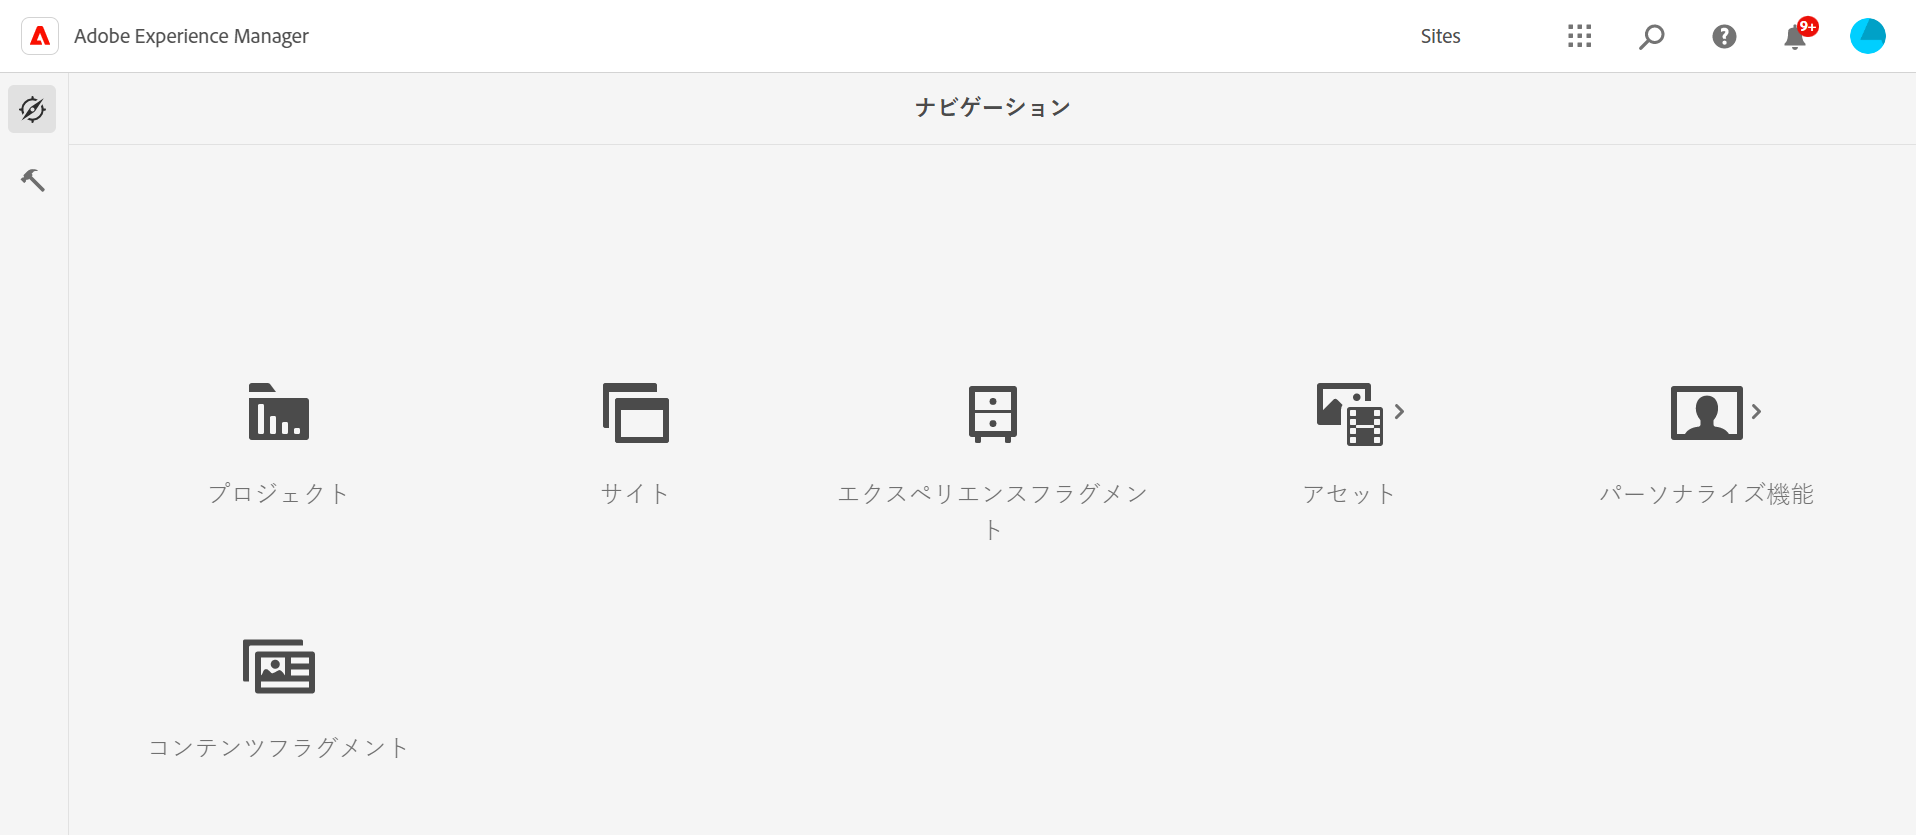 Adobe Experience Manager
Sites
9+
ナビゲーション
プロジェクト
サイト
エクスペリエンスフラグメン
ト
アセット
パーソナライズ機能
コンテンツフラグメント